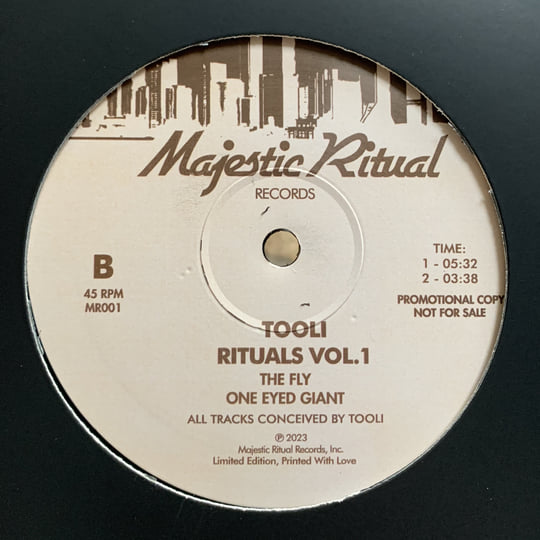 Majestic Ritual
RECORDS
B
45 RPM
MR001
TIME:
1 - 05:32
2 - 03:38
PROMOTIONAL COPY
NOT FOR SALE
TOOLI
RITUALS VOL.1
THE FLY
ONE EYED GIANT
ALL TRACKS CONCEIVED BY TOOLI
℗ 2023
Majestic Ritual Records, Inc.
Limited Edition, Printed With Love